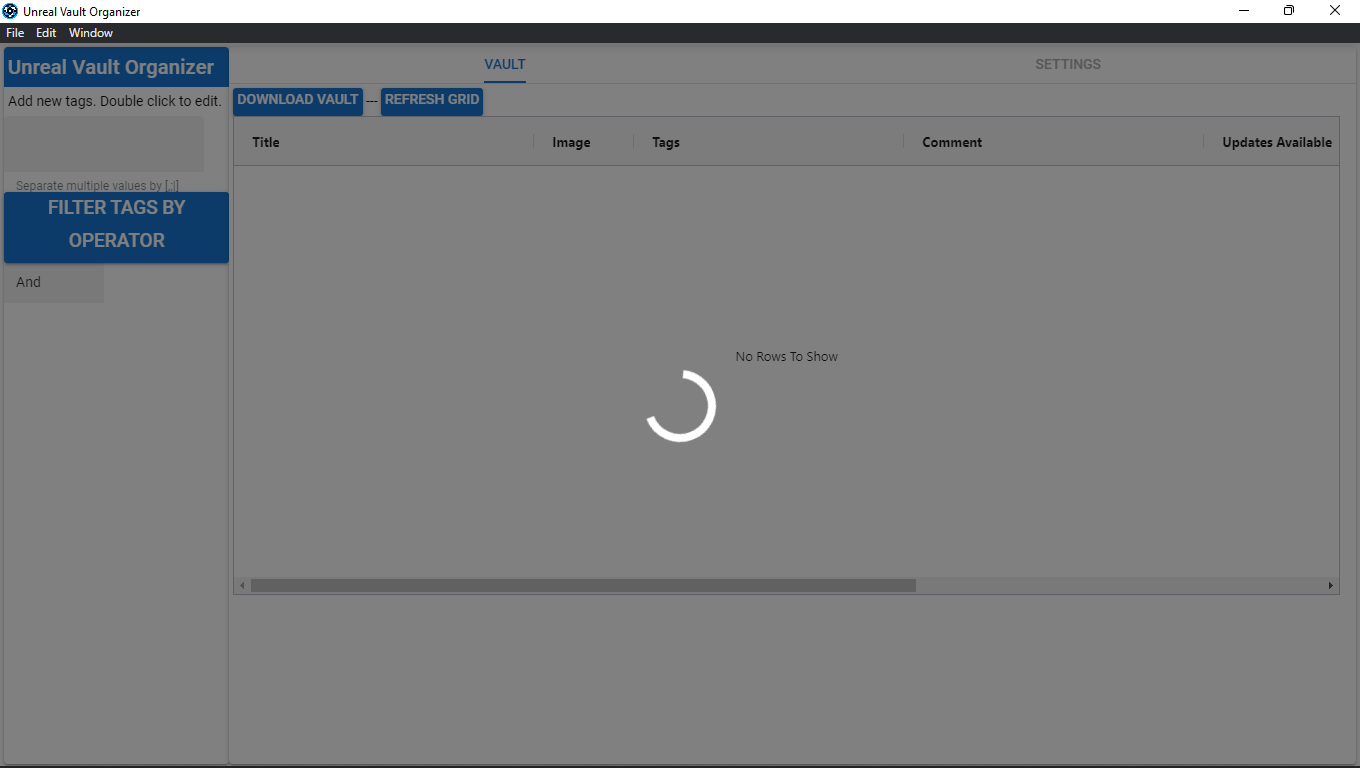 Unreal Vault Organizer
File Edit Window
Unreal Vault Organizer
Add new tags. Double click to edit.
Separate multiple values by [,;|]
FILTER TAGS BY
OPERATOR
And
VAULT
SETTINGS
DOWNLOAD VAULT --- REFRESH GRID
Title Image Tags Comment Updates Available
No Rows To Show